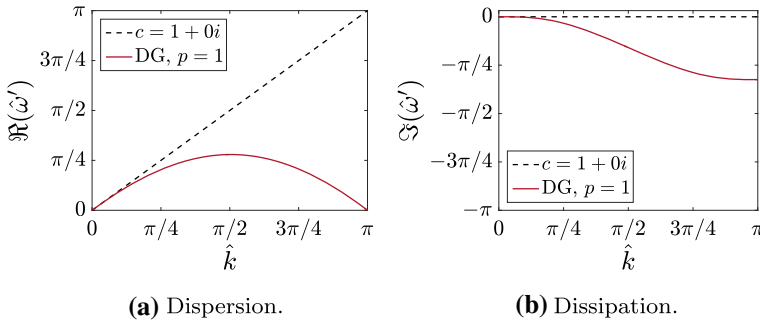 π
3π/4
π/2
π/4
0
ℜ(ω̂′)
c = 1 + 0i
DG, p = 1
0
π/4
π/2
3π/4
π
k̂
(a) Dispersion.
0
−π/4
−π/2
−3π/4
−π
ℑ(ω̂′)
c = 1 + 0i
DG, p = 1
0
π/4
π/2
3π/4
π
k̂
(b) Dissipation.